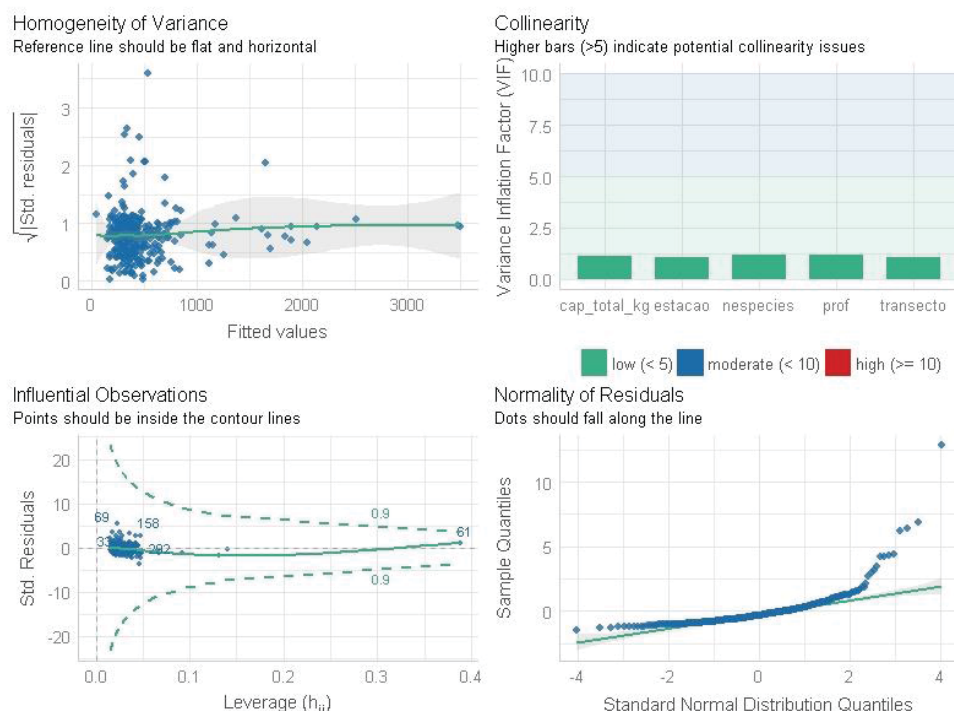 Homogeneity of Variance
Reference line should be flat and horizontal
√|Std. residuals|
3
2
1
0
0
1000
2000
3000
Fitted values
Collinearity
Higher bars (>5) indicate potential collinearity issues
Variance Inflation Factor (VIF)
10.0
7.5
5.0
2.5
0.0
cap_total_kg
estacao
nespecies
prof
transecto
low (< 5)
moderate (< 10)
high (>= 10)
Influential Observations
Points should be inside the contour lines
Std. Residuals
20
10
0
-10
-20
69
158
33
282
61
0.9
0.9
0.0
0.1
0.2
0.3
0.4
Leverage (hᵢᵢ)
Normality of Residuals
Dots should fall along the line
Sample Quantiles
10
5
0
-4
-2
0
2
4
Standard Normal Distribution Quantiles